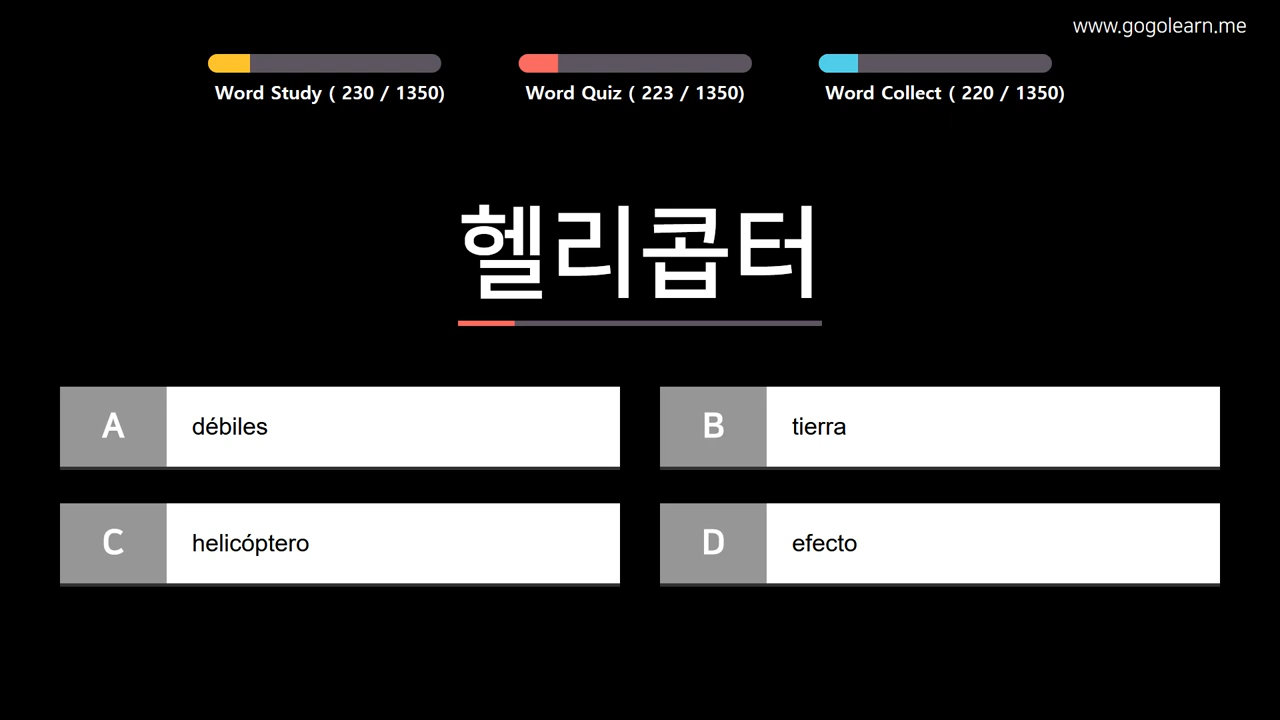 www.gogolearn.me
Word Study ( 230 / 1350)
Word Quiz ( 223 / 1350)
Word Collect ( 220 / 1350)
헬리콥터
A débiles
B tierra
C helicóptero
D efecto